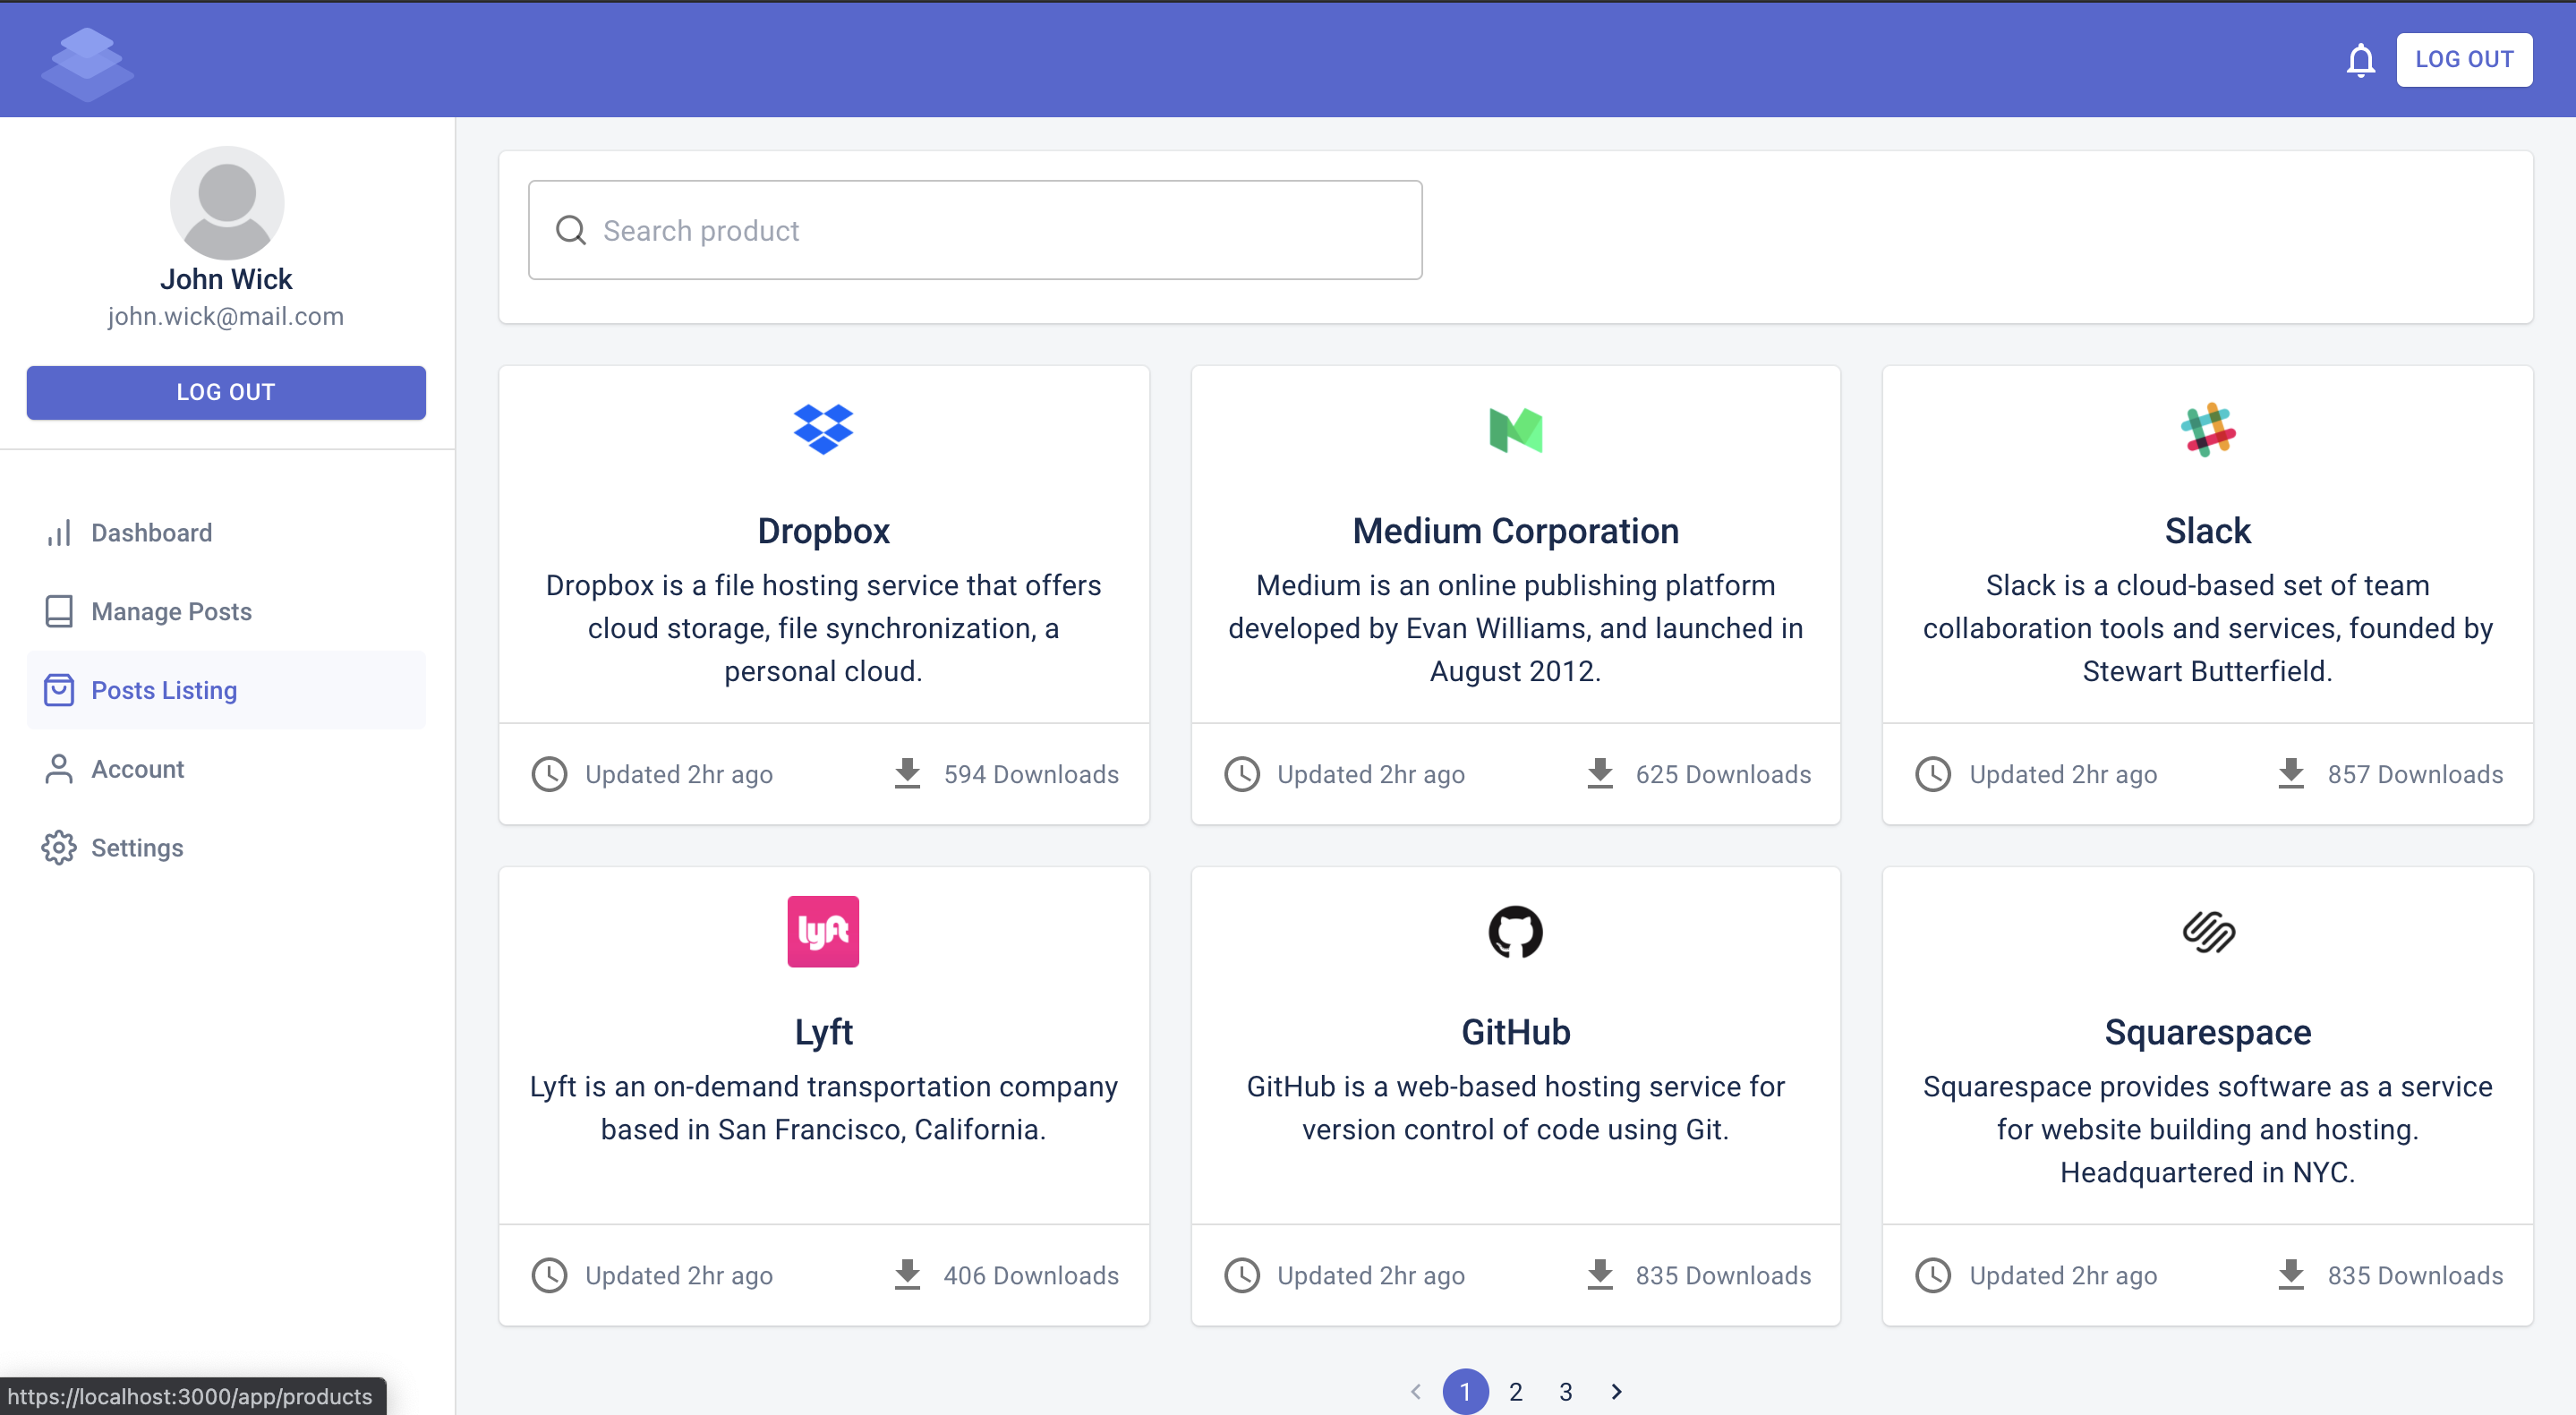 LOG OUT
John Wick
john.wick@mail.com
LOG OUT
Dashboard
Manage Posts
Posts Listing
Account
Settings
Search product
Dropbox
Dropbox is a file hosting service that offers
cloud storage, file synchronization, a
personal cloud.
Updated 2hr ago
594 Downloads
Medium Corporation
Medium is an online publishing platform
developed by Evan Williams, and launched in
August 2012.
Updated 2hr ago
625 Downloads
Slack
Slack is a cloud-based set of team
collaboration tools and services, founded by
Stewart Butterfield.
Updated 2hr ago
857 Downloads
lyft
Lyft
Lyft is an on-demand transportation company
based in San Francisco, California.
Updated 2hr ago
406 Downloads
GitHub
GitHub is a web-based hosting service for
version control of code using Git.
Updated 2hr ago
835 Downloads
Squarespace
Squarespace provides software as a service
for website building and hosting.
Headquartered in NYC.
Updated 2hr ago
835 Downloads
1 2 3
https://localhost:3000/app/products